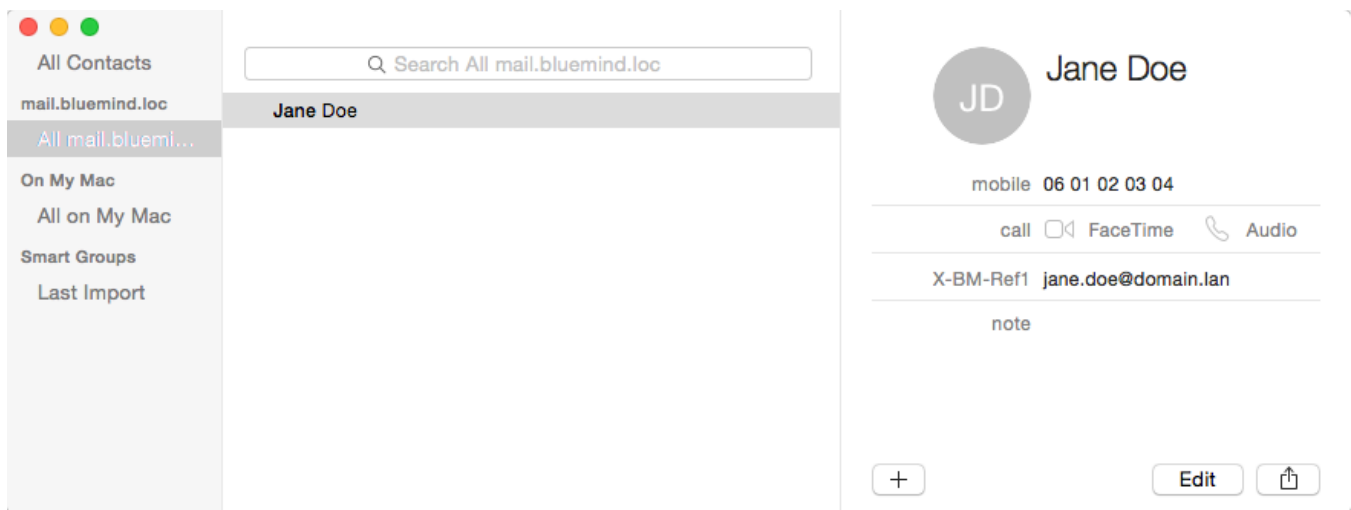 All Contacts
mail.bluemind.loc
All mail.bluemi...
On My Mac
All on My Mac
Smart Groups
Last Import
Search All mail.bluemind.loc
Jane Doe
JD
Jane Doe
mobile 06 01 02 03 04
call FaceTime Audio
X-BM-Ref1 jane.doe@domain.lan
note
Edit